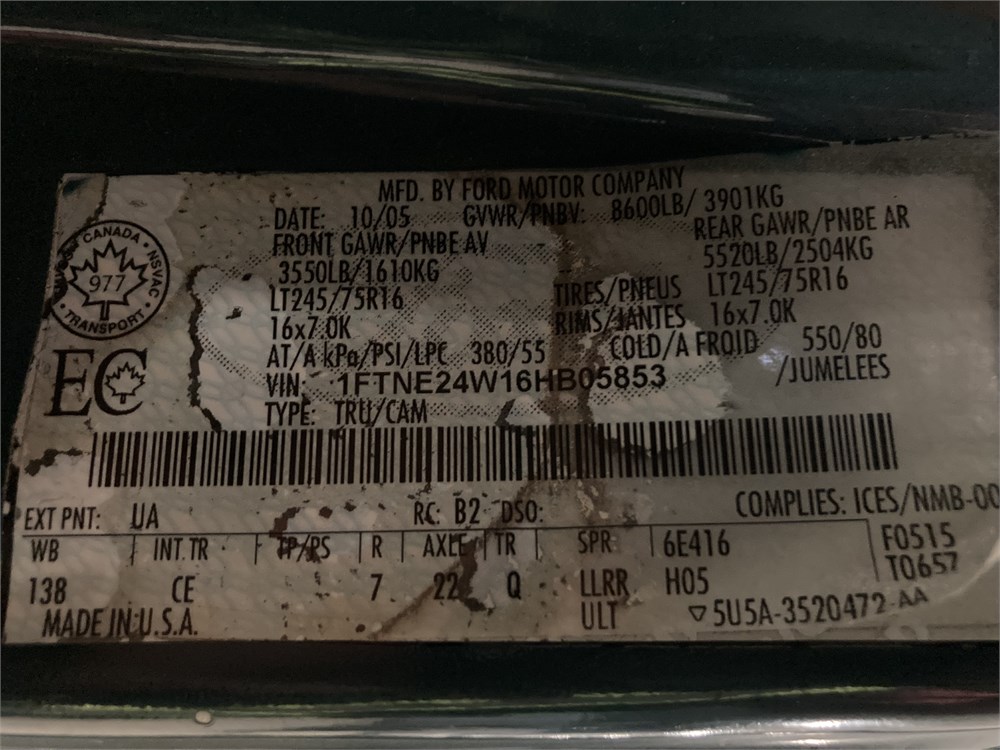 MFD. BY FORD MOTOR COMPANY
DATE: 10/05 GVWR/PNBV: 8600LB/ 3901KG
FRONT GAWR/PNBE AV REAR GAWR/PNBE AR
3550LB/1610KG 5520LB/2504KG
LT245/75R16 TIRES/PNEUS LT245/75R16
16x7.0K RIMS/JANTES 16x7.0K
AT/A kPa/PSI/LPC 380/55 COLD/A FROID 550/80
VIN: 1FTNE24W16HB05853 /JUMELEES
TYPE: TRU/CAM
CANADA · NSVAC
977
TRANSPORT
EC
EXT PNT: UA RC: B2 DSO: COMPLIES: ICES/NMB-00
WB INT.TR TP/PS R AXLE TR SPR 6E416 F0515
138 CE 7 22 Q LLRR H05 T0657
MADE IN U.S.A. ULT ▽5U5A-3520472-AA